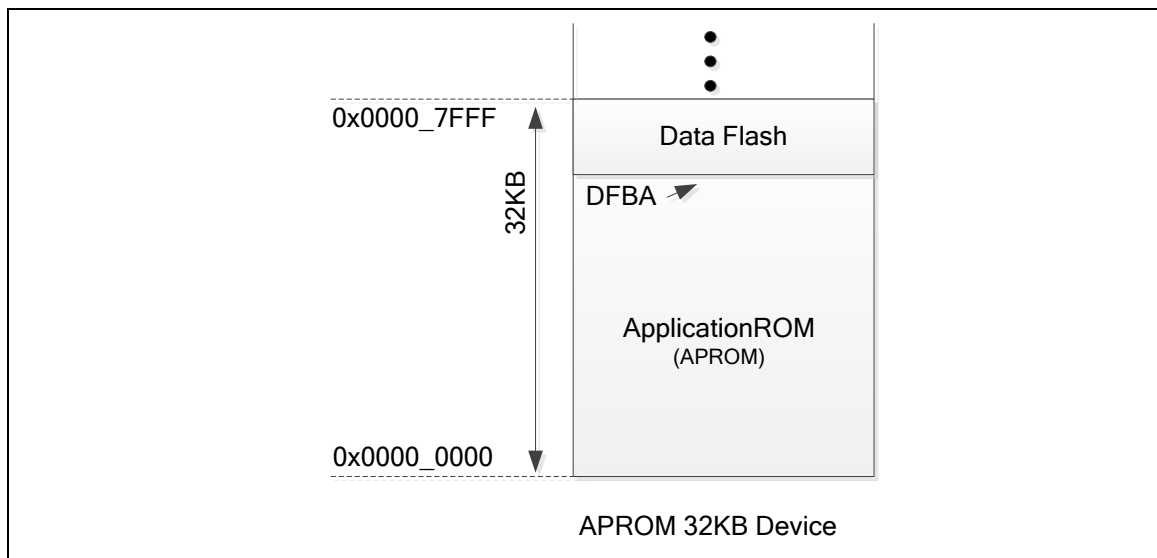 0x0000_7FFF
Data Flash
DFBA
32KB
ApplicationROM
(APROM)
0x0000_0000
APROM 32KB Device